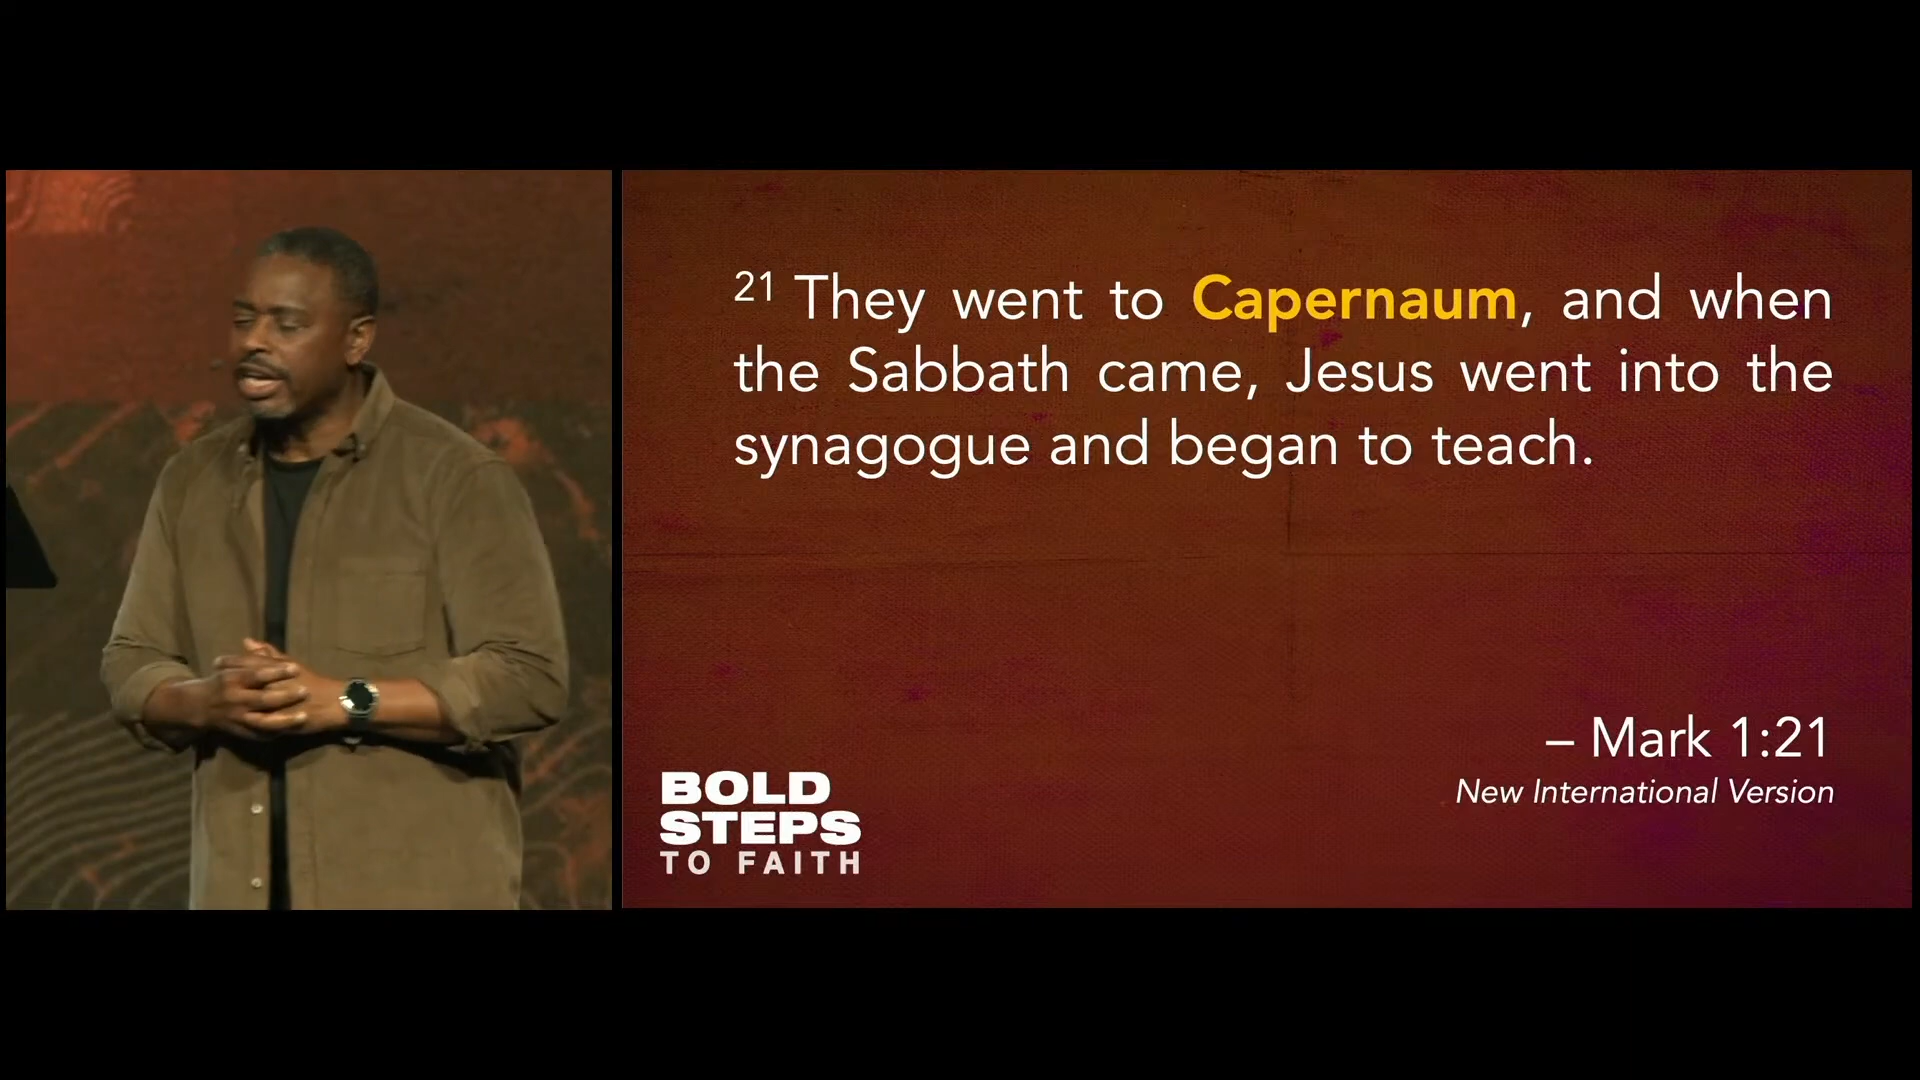 21 They went to Capernaum, and when
the Sabbath came, Jesus went into the
synagogue and began to teach.
– Mark 1:21
New International Version
BOLD
STEPS
TO FAITH